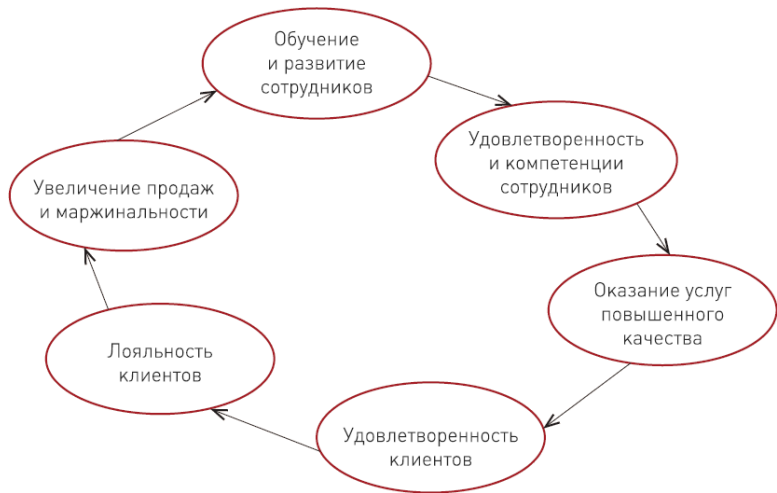 Обучение
и развитие
сотрудников
Удовлетворенность
и компетенции
сотрудников
Оказание услуг
повышенного
качества
Удовлетворенность
клиентов
Лояльность
клиентов
Увеличение продаж
и маржинальности